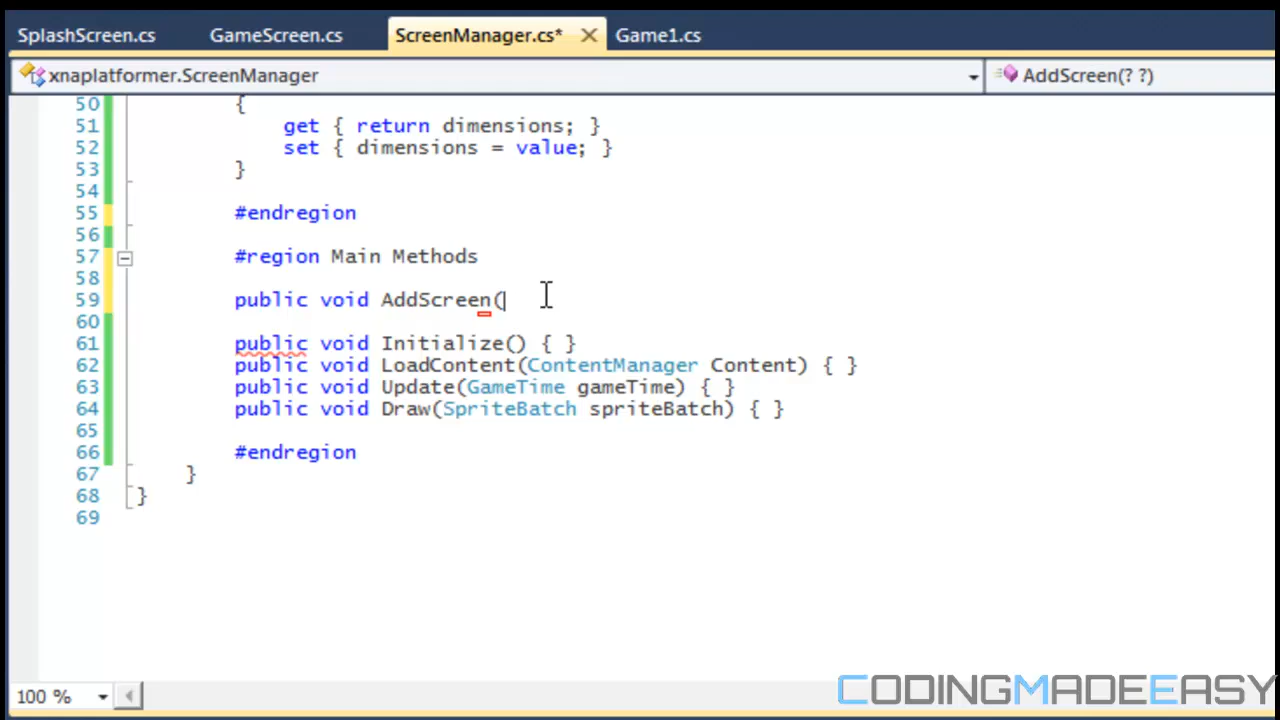 SplashScreen.cs GameScreen.cs ScreenManager.cs* Game1.cs
xnaplatformer.ScreenManager AddScreen(? ?)
50 {
51 get { return dimensions; }
52 set { dimensions = value; }
53 }
54
55 #endregion
56
57 #region Main Methods
58
59 public void AddScreen(
60
61 public void Initialize() { }
62 public void LoadContent(ContentManager Content) { }
63 public void Update(GameTime gameTime) { }
64 public void Draw(SpriteBatch spriteBatch) { }
65
66 #endregion
67 }
68 }
69
100 %
CODINGMADEEASY